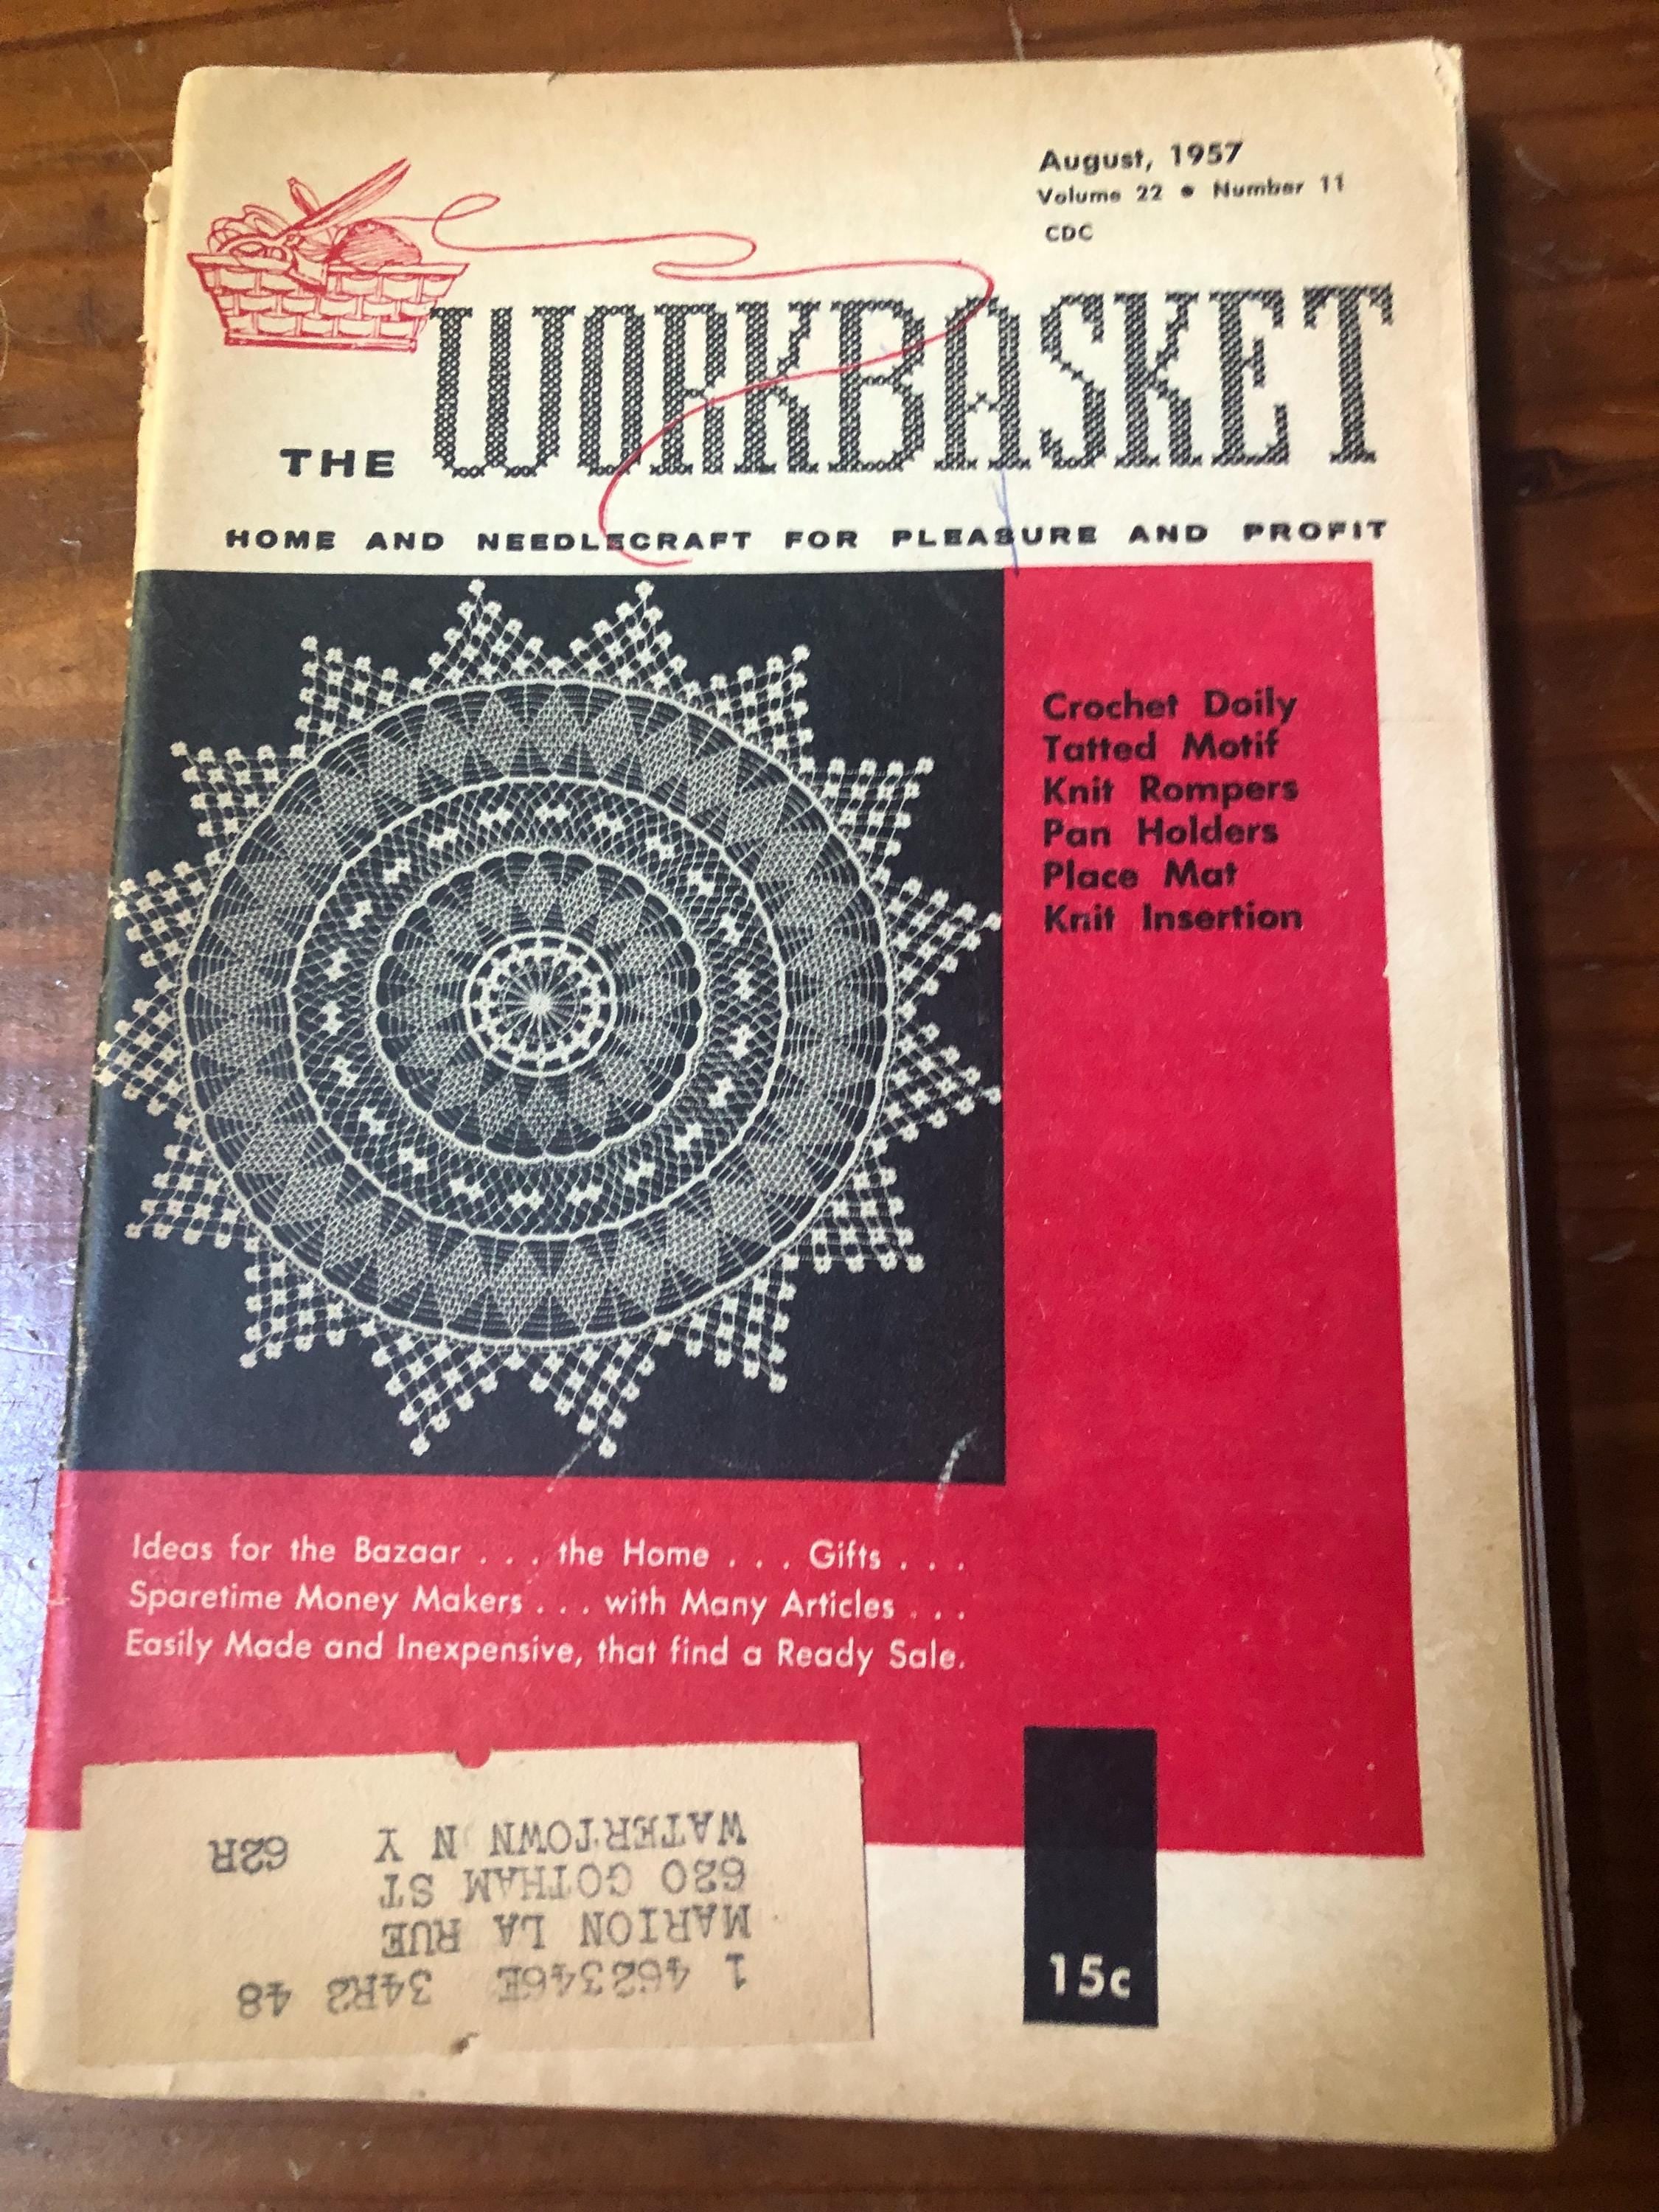 August, 1957
Volume 22 • Number 11
CDC
THE WORKBASKET
HOME AND NEEDLECRAFT FOR PLEASURE AND PROFIT
Crochet Doily
Tatted Motif
Knit Rompers
Pan Holders
Place Mat
Knit Insertion
Ideas for the Bazaar . . . the Home . . . Gifts . . .
Sparetime Money Makers . . . with Many Articles . . .
Easily Made and Inexpensive, that find a Ready Sale.
1 462346E 34R2 48
MARION LA RUE
620 GOTHAM ST
WATERTOWN N Y 62R
15c